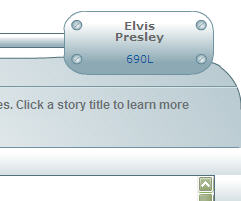 Elvis
Presley
690L
es. Click a story title to learn more